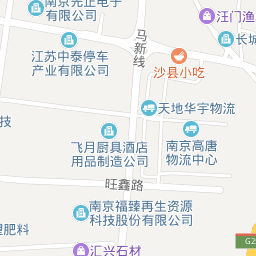 南京先正电子
有限公司
马新线
汪门渔
长城
江苏中泰停车
产业有限公司
沙县小吃
天地华宇物流
技
飞月厨具酒店
用品制造公司
南京高唐
物流中心
旺鑫路
南京福臻再生资源
科技股份有限公司
肥料
汇兴石材
G2